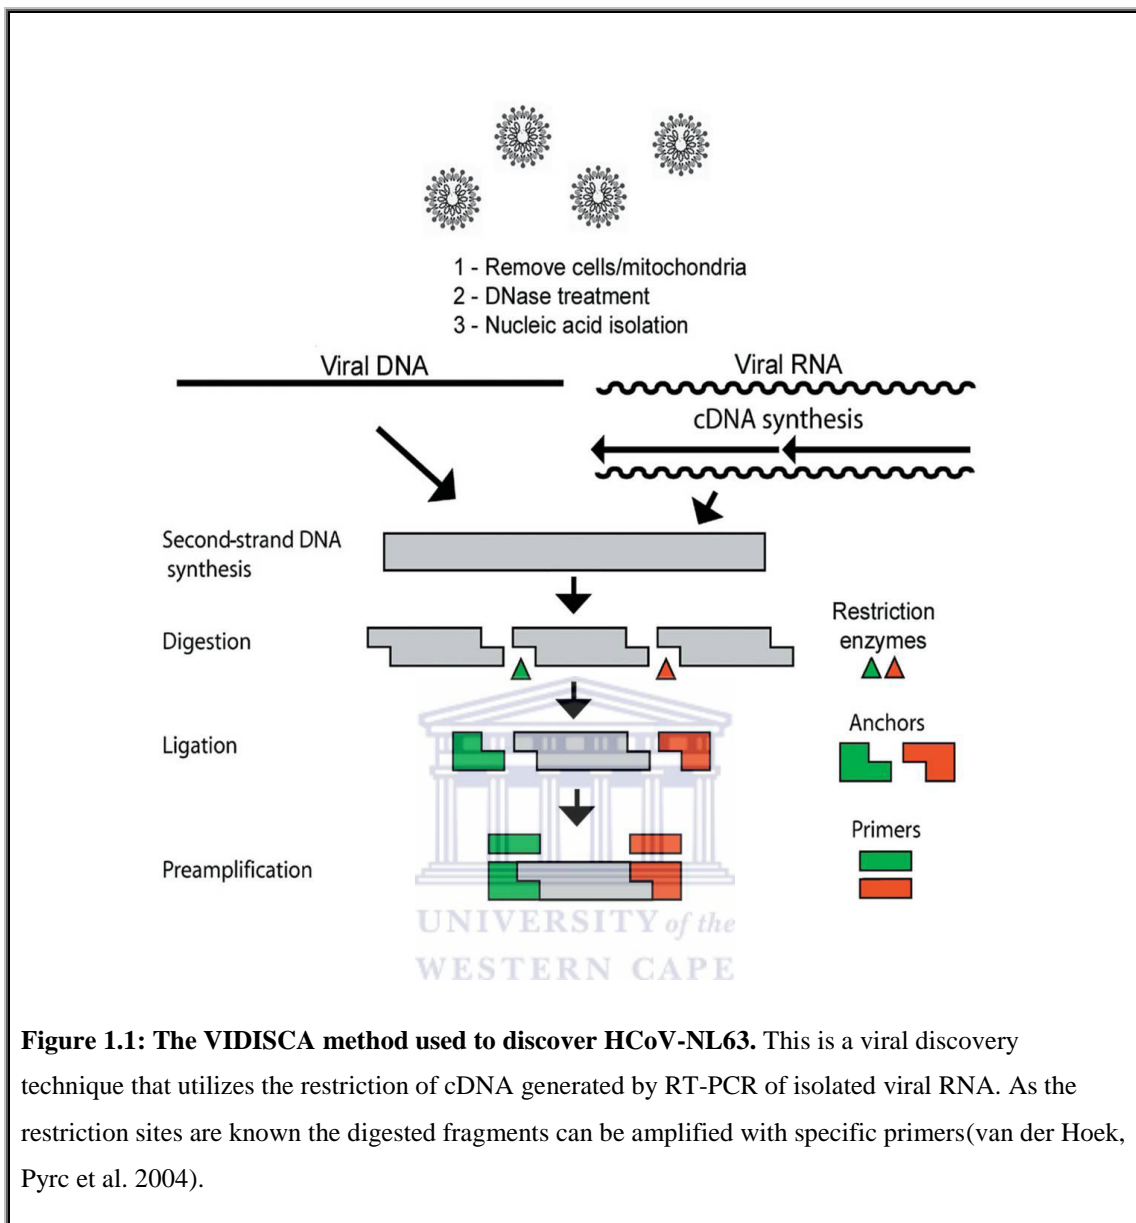 1 - Remove cells/mitochondria
2 - DNase treatment
3 - Nucleic acid isolation
Viral DNA
Viral RNA
cDNA synthesis
Second-strand DNA
synthesis
Digestion
Restriction
enzymes
Ligation
Anchors
Preamplification
Primers
UNIVERSITY of the
WESTERN CAPE
Figure 1.1: The VIDISCA method used to discover HCoV-NL63. This is a viral discovery
technique that utilizes the restriction of cDNA generated by RT-PCR of isolated viral RNA. As the
restriction sites are known the digested fragments can be amplified with specific primers(van der Hoek,
Pyrc et al. 2004).